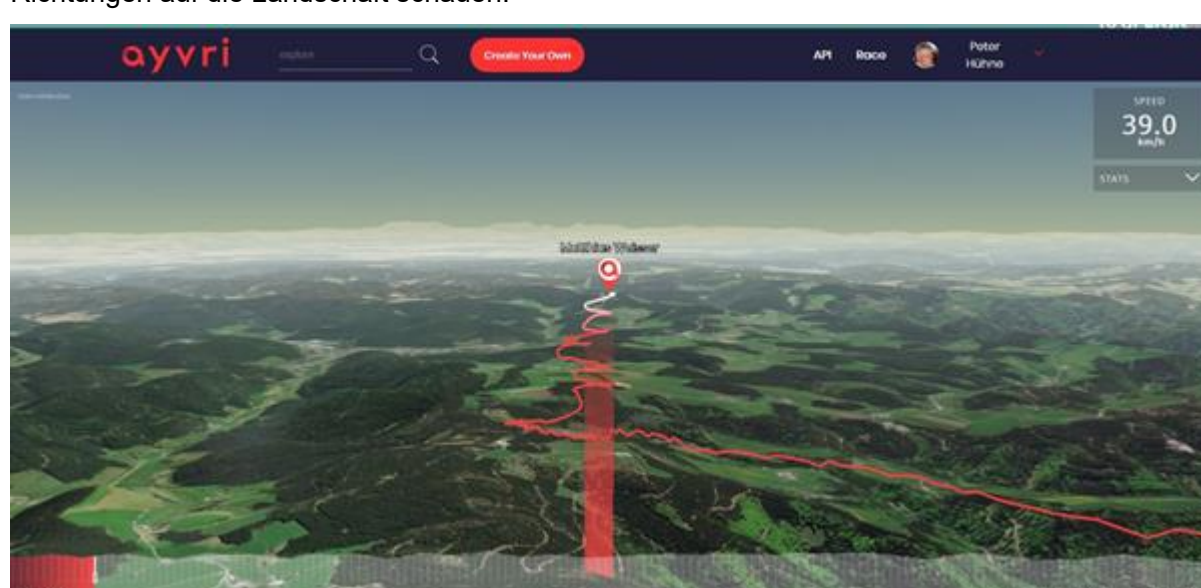 Richtungen auf die Landschaft schauen.
ayvri
Create Your Own
API
Race
Peter
Hühne
SPEED
39.0
km/h
STATS